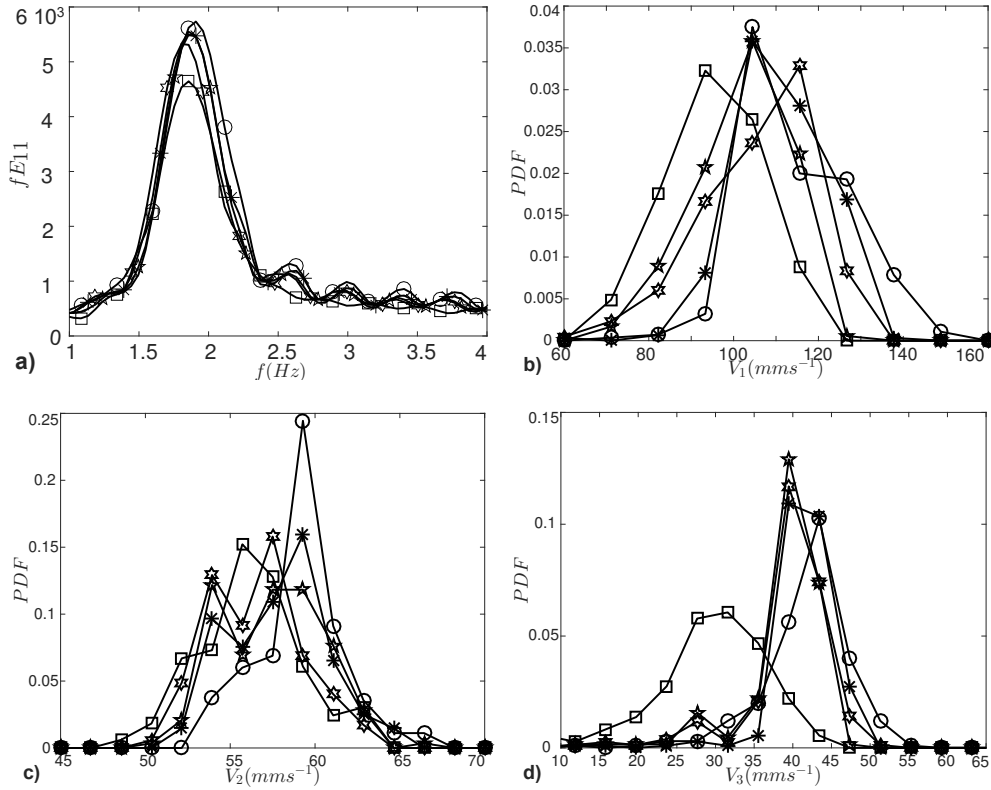 6 10³
5
4
3
2
1
0
fE₁₁
1 1.5 2 2.5 3 3.5 4
f(Hz)
a)
0.04
0.035
0.03
0.025
0.02
0.015
0.01
0.005
0
PDF
60 80 100 120 140 160
V₁(mms⁻¹)
b)
0.25
0.2
0.15
0.1
0.05
0
PDF
45 50 55 60 65 70
V₂(mms⁻¹)
c)
0.15
0.1
0.05
0
PDF
10 15 20 25 30 35 40 45 50 55 60 65
V₃(mms⁻¹)
d)